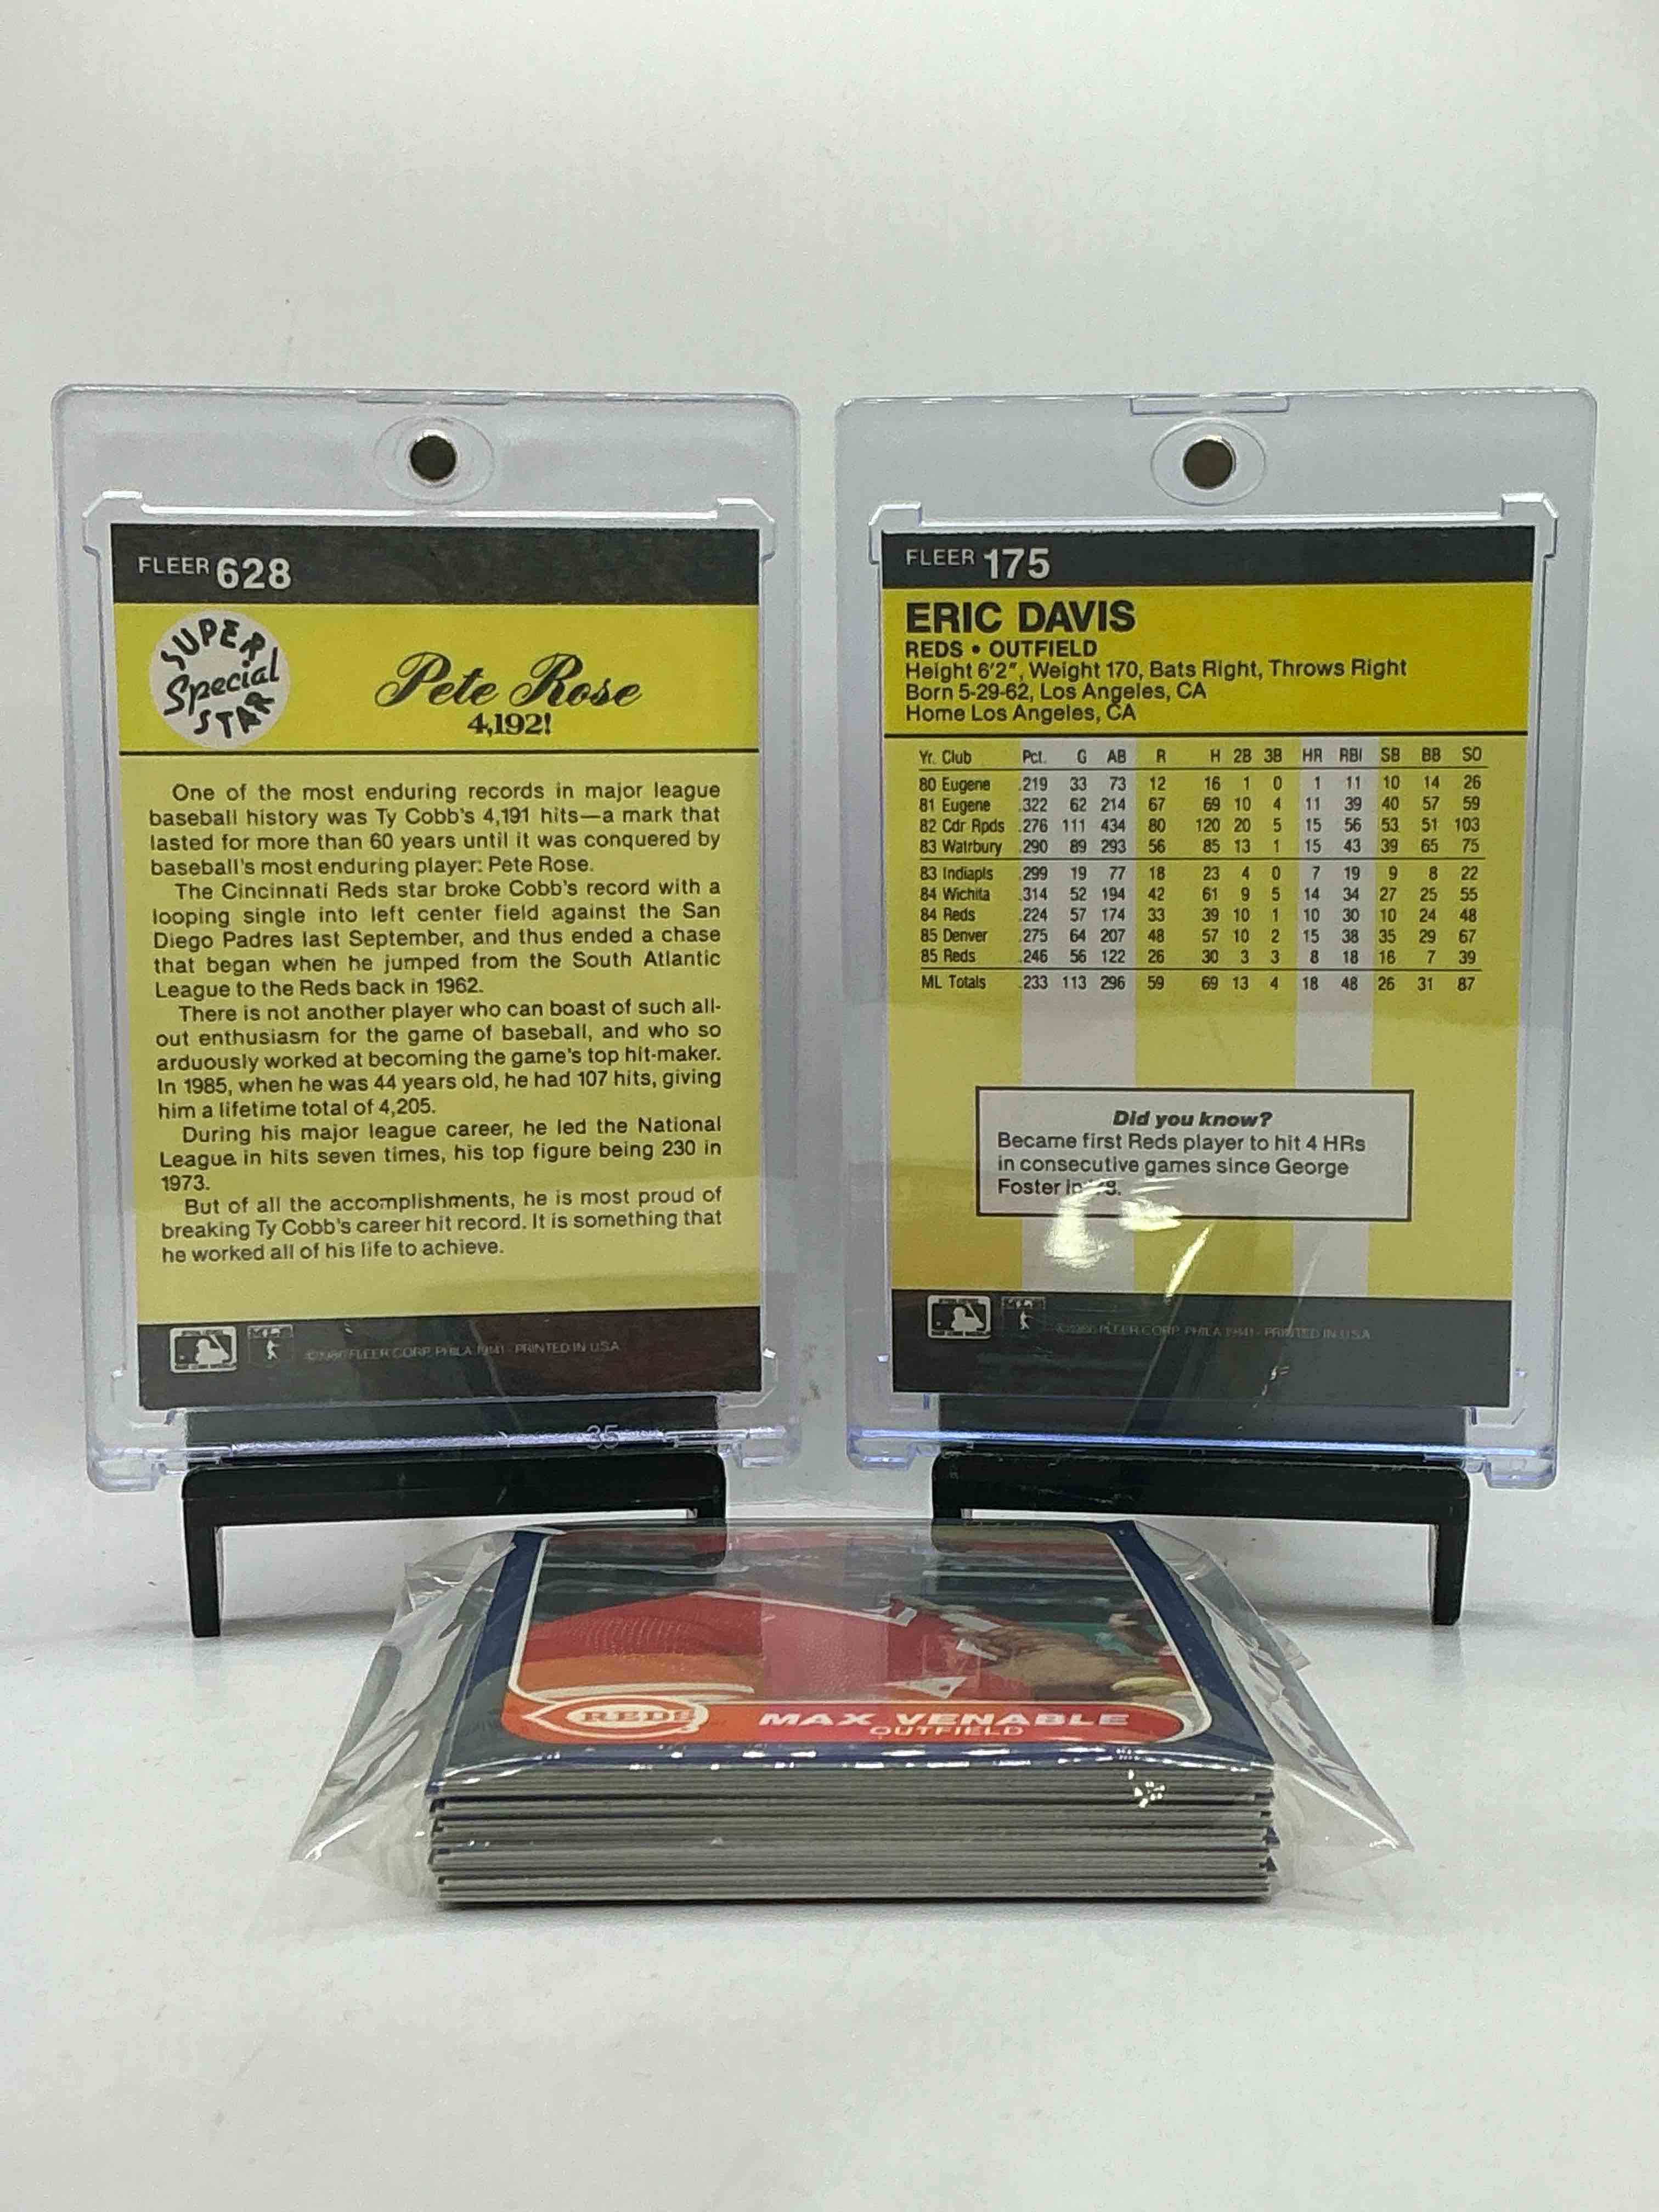 FLEER 628
SUPER
Special
STAR
Pete Rose
4,192!
One of the most enduring records in major league
baseball history was Ty Cobb's 4,191 hits—a mark that
lasted for more than 60 years until it was conquered by
baseball's most enduring player: Pete Rose.
The Cincinnati Reds star broke Cobb's record with a
looping single into left center field against the San
Diego Padres last September, and thus ended a chase
that began when he jumped from the South Atlantic
League to the Reds back in 1962.
There is not another player who can boast of such all-
out enthusiasm for the game of baseball, and who so
arduously worked at becoming the game's top hit-maker.
In 1985, when he was 44 years old, he had 107 hits, giving
him a lifetime total of 4,205.
During his major league career, he led the National
League in hits seven times, his top figure being 230 in
1973.
But of all the accomplishments, he is most proud of
breaking Ty Cobb's career hit record. It is something that
he worked all of his life to achieve.
©1986 FLEER CORP. PHILA 19141 - PRINTED IN U.S.A.
35
FLEER 175
ERIC DAVIS
REDS • OUTFIELD
Height 6'2", Weight 170, Bats Right, Throws Right
Born 5-29-62, Los Angeles, CA
Home Los Angeles, CA
Yr. Club Pct. G AB R H 2B 3B HR RBI SB BB SO
80 Eugene .219 33 73 12 16 1 0 1 11 10 14 26
81 Eugene .322 62 214 67 69 10 4 11 39 40 57 59
82 Cdr Rpds .276 111 434 80 120 20 5 15 56 53 51 103
83 Watrbury .290 89 293 56 85 13 1 15 43 39 65 75
83 Indiapls .299 19 77 18 23 4 0 7 19 9 8 22
84 Wichita .314 52 194 42 61 9 5 14 34 27 25 55
84 Reds .224 57 174 33 39 10 1 10 30 10 24 48
85 Denver .275 64 207 48 57 10 2 15 38 35 29 67
85 Reds .246 56 122 26 30 3 3 8 18 16 7 39
ML Totals .233 113 296 59 69 13 4 18 48 26 31 87
Did you know?
Became first Reds player to hit 4 HRs
in consecutive games since George
Foster in
©1986 FLEER CORP. PHILA 19141 - PRINTED IN U.S.A.
REDS
MAX VENABLE
OUTFIELD